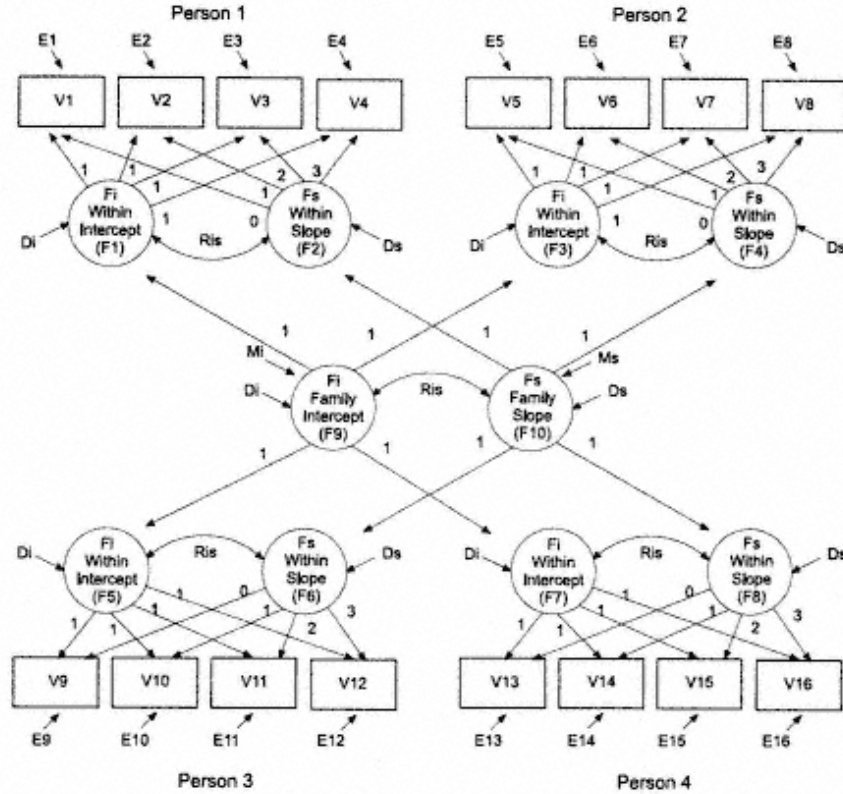 Person 1 Person 2
E1 E2 E3 E4 E5 E6 E7 E8
V1 V2 V3 V4 V5 V6 V7 V8
1 1 1 1 2 1 3 0
1 1 1 1 2 1 3 0
Fi
Within
Intercept
(F1)
Fs
Within
Slope
(F2)
Fi
Within
Intercept
(F3)
Fs
Within
Slope
(F4)
Di Ris Ds Di Ris Ds
1 1 1 1
Mi Ms
Di Ris Ds
Fi
Family
Intercept
(F9)
Fs
Family
Slope
(F10)
1 1 1 1
Di Ris Ds Di Ris Ds
Fi
Within
Intercept
(F5)
Fs
Within
Slope
(F6)
Fi
Within
Intercept
(F7)
Fs
Within
Slope
(F8)
1 1 1 1 0 1 2 3
1 1 1 1 0 1 2 3
V9 V10 V11 V12 V13 V14 V15 V16
E9 E10 E11 E12 E13 E14 E15 E16
Person 3 Person 4